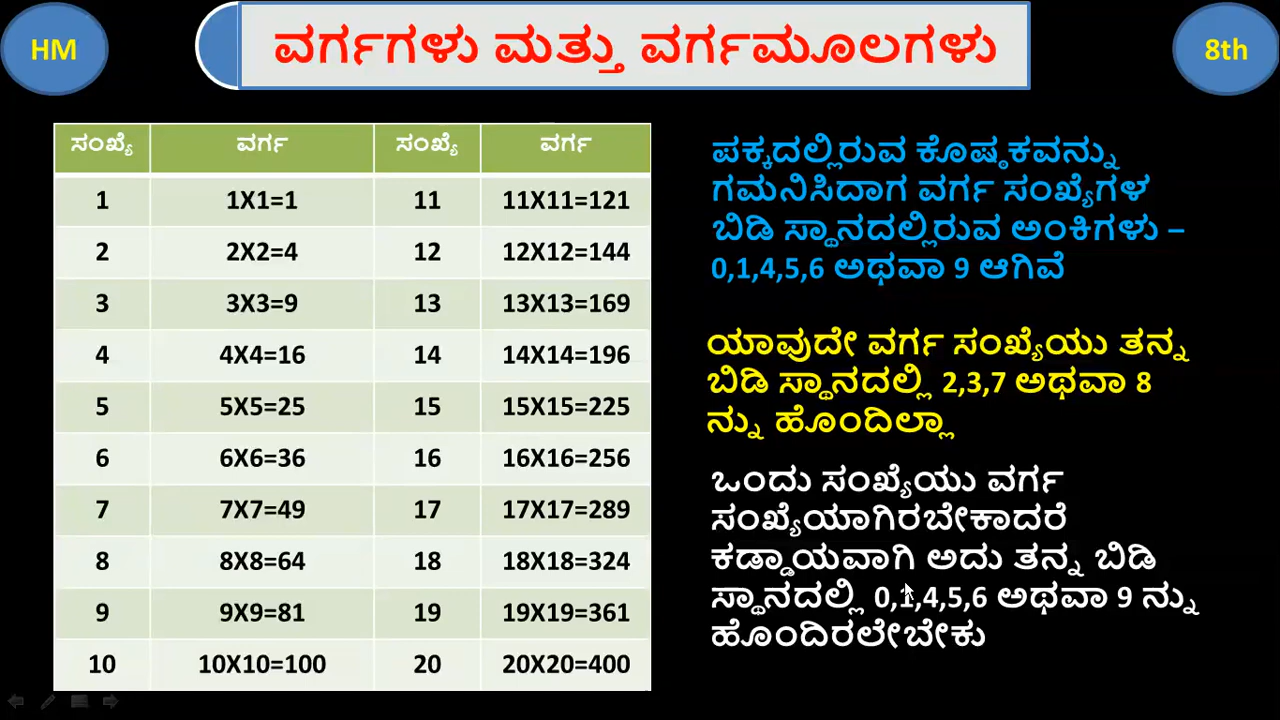 HM
ವರ್ಗಗಳು ಮತ್ತು ವರ್ಗಮೂಲಗಳು
8th
ಸಂಖ್ಯೆ ವರ್ಗ ಸಂಖ್ಯೆ ವರ್ಗ
1 1X1=1 11 11X11=121
2 2X2=4 12 12X12=144
3 3X3=9 13 13X13=169
4 4X4=16 14 14X14=196
5 5X5=25 15 15X15=225
6 6X6=36 16 16X16=256
7 7X7=49 17 17X17=289
8 8X8=64 18 18X18=324
9 9X9=81 19 19X19=361
10 10X10=100 20 20X20=400
ಪಕ್ಕದಲ್ಲಿರುವ ಕೊಷ್ಠಕವನ್ನು
ಗಮನಿಸಿದಾಗ ವರ್ಗ ಸಂಖ್ಯೆಗಳ
ಬಿಡಿ ಸ್ಥಾನದಲ್ಲಿರುವ ಅಂಕಿಗಳು –
0,1,4,5,6 ಅಥವಾ 9 ಆಗಿವೆ
ಯಾವುದೇ ವರ್ಗ ಸಂಖ್ಯೆಯು ತನ್ನ
ಬಿಡಿ ಸ್ಥಾನದಲ್ಲಿ 2,3,7 ಅಥವಾ 8
ನ್ನು ಹೊಂದಿಲ್ಲಾ
ಒಂದು ಸಂಖ್ಯೆಯು ವರ್ಗ
ಸಂಖ್ಯೆಯಾಗಿರಬೇಕಾದರೆ
ಕಡ್ಡಾಯವಾಗಿ ಅದು ತನ್ನ ಬಿಡಿ
ಸ್ಥಾನದಲ್ಲಿ 0,1,4,5,6 ಅಥವಾ 9 ನ್ನು
ಹೊಂದಿರಲೇಬೇಕು